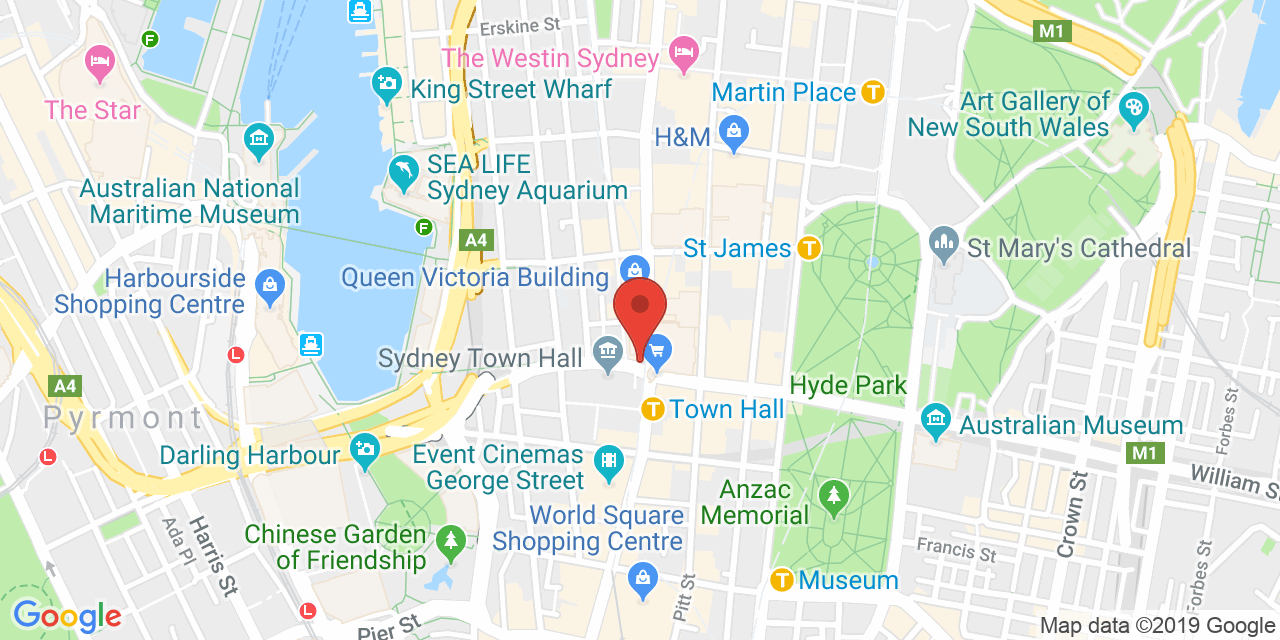 Erskine St
M1
The Westin Sydney
The Star
King Street Wharf
Martin Place
T
Art Gallery of
New South Wales
F
H&M
SEA LIFE
Sydney Aquarium
Australian National
Maritime Museum
F
A4
St James
T
St Mary's Cathedral
Queen Victoria Building
Harbourside
Shopping Centre
L
Sydney Town Hall
A4
Hyde Park
Pyrmont
T
Town Hall
Australian Museum
Forbes St
L
Darling Harbour
Event Cinemas
George Street
M1
William S
Anzac
Memorial
Crown St
World Square
Shopping Centre
Chinese Garden
of Friendship
Harris St
Ada Pl
Francis St
Forbes St
T
Museum
Pitt St
L
Pier St
Google
Map data ©2019 Google